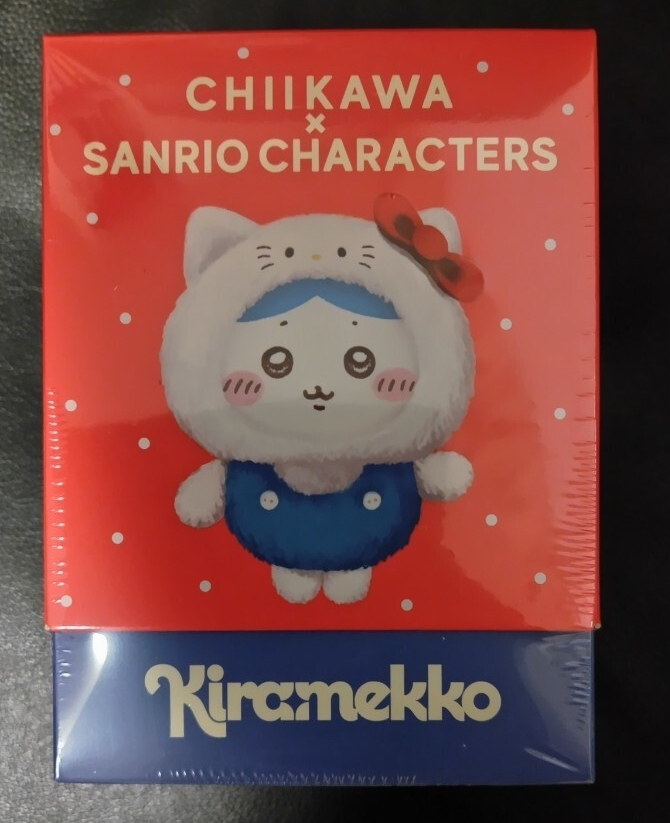 CHIIKAWA
×
SANRIO CHARACTERS
Kiramekko